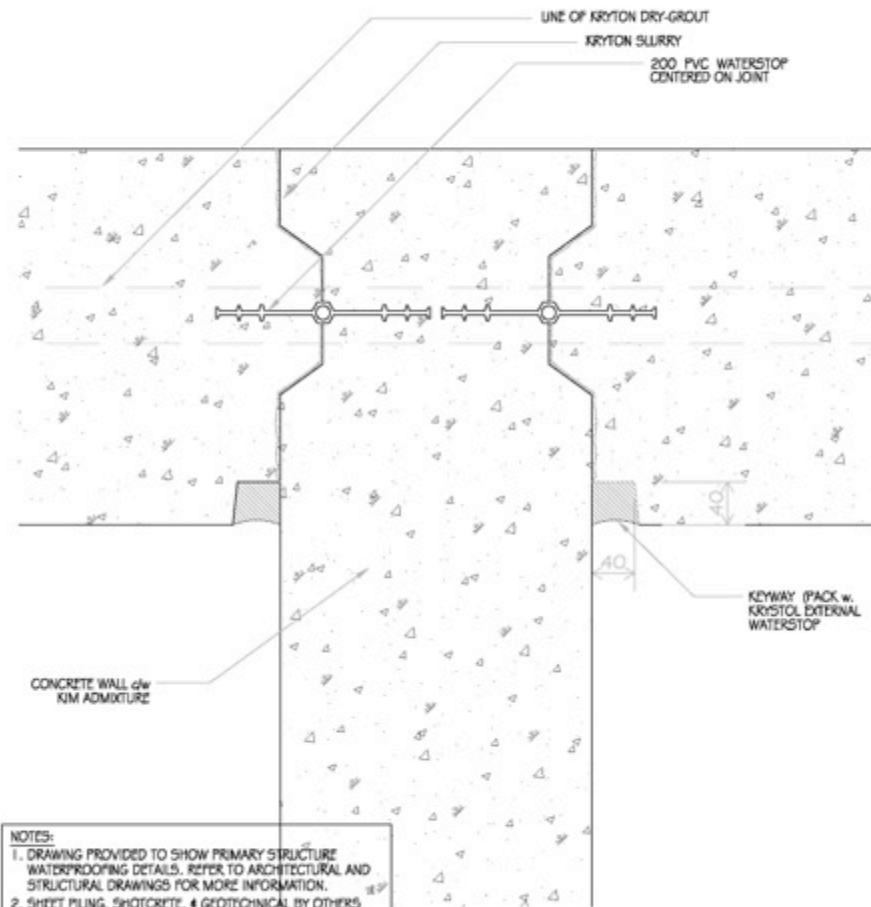 LINE OF KRYTON DRY-GROUT
KRYTON SLURRY
200 PVC WATERSTOP
CENTERED ON JOINT
40
40
KEYWAY (PACK w.
KRYSTOL EXTERNAL
WATERSTOP
CONCRETE WALL c/w
KIM ADMIXTURE
NOTES:
1. DRAWING PROVIDED TO SHOW PRIMARY STRUCTURE
WATERPROOFING DETAILS. REFER TO ARCHITECTURAL AND
STRUCTURAL DRAWINGS FOR MORE INFORMATION.
2. SHEET PILING, SHOTCRETE, & GEOTECHNICAL BY OTHERS